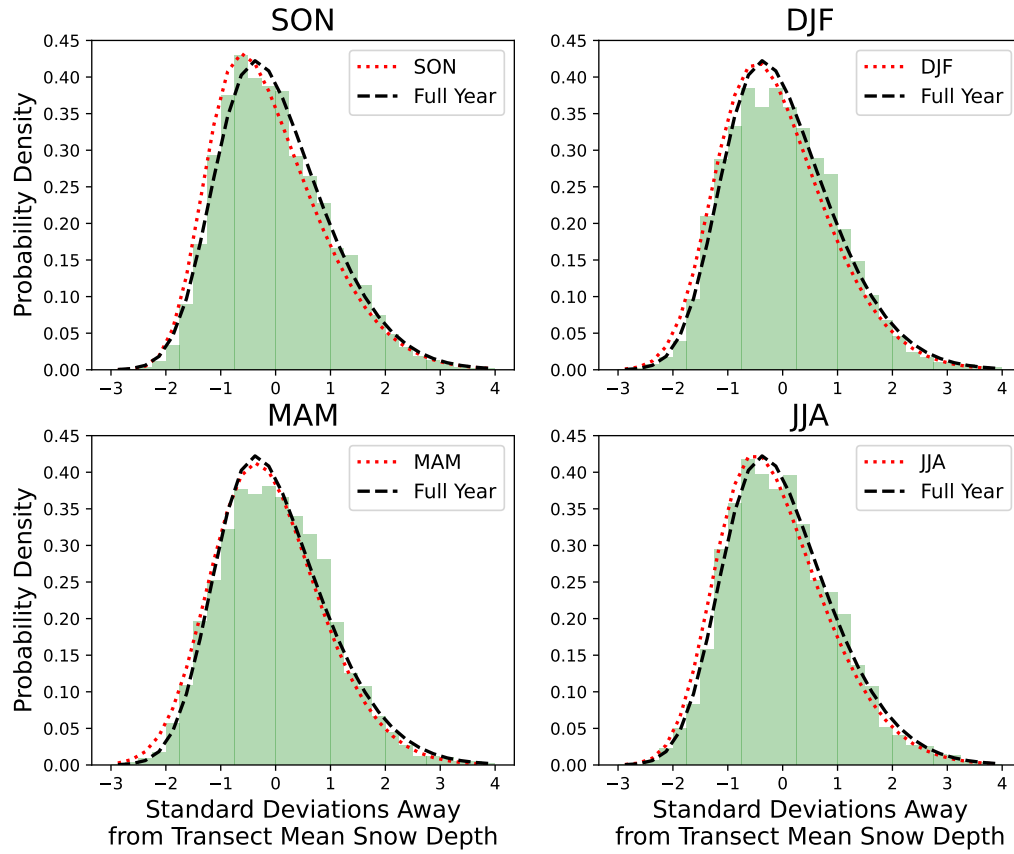 SON
DJF
Probability Density
0.45
0.40
0.35
0.30
0.25
0.20
0.15
0.10
0.05
0.00
−3 −2 −1 0 1 2 3 4
SON
Full Year
0.45
0.40
0.35
0.30
0.25
0.20
0.15
0.10
0.05
0.00
−3 −2 −1 0 1 2 3 4
DJF
Full Year
MAM
JJA
Probability Density
0.45
0.40
0.35
0.30
0.25
0.20
0.15
0.10
0.05
0.00
−3 −2 −1 0 1 2 3 4
MAM
Full Year
Standard Deviations Away
from Transect Mean Snow Depth
0.45
0.40
0.35
0.30
0.25
0.20
0.15
0.10
0.05
0.00
−3 −2 −1 0 1 2 3 4
JJA
Full Year
Standard Deviations Away
from Transect Mean Snow Depth